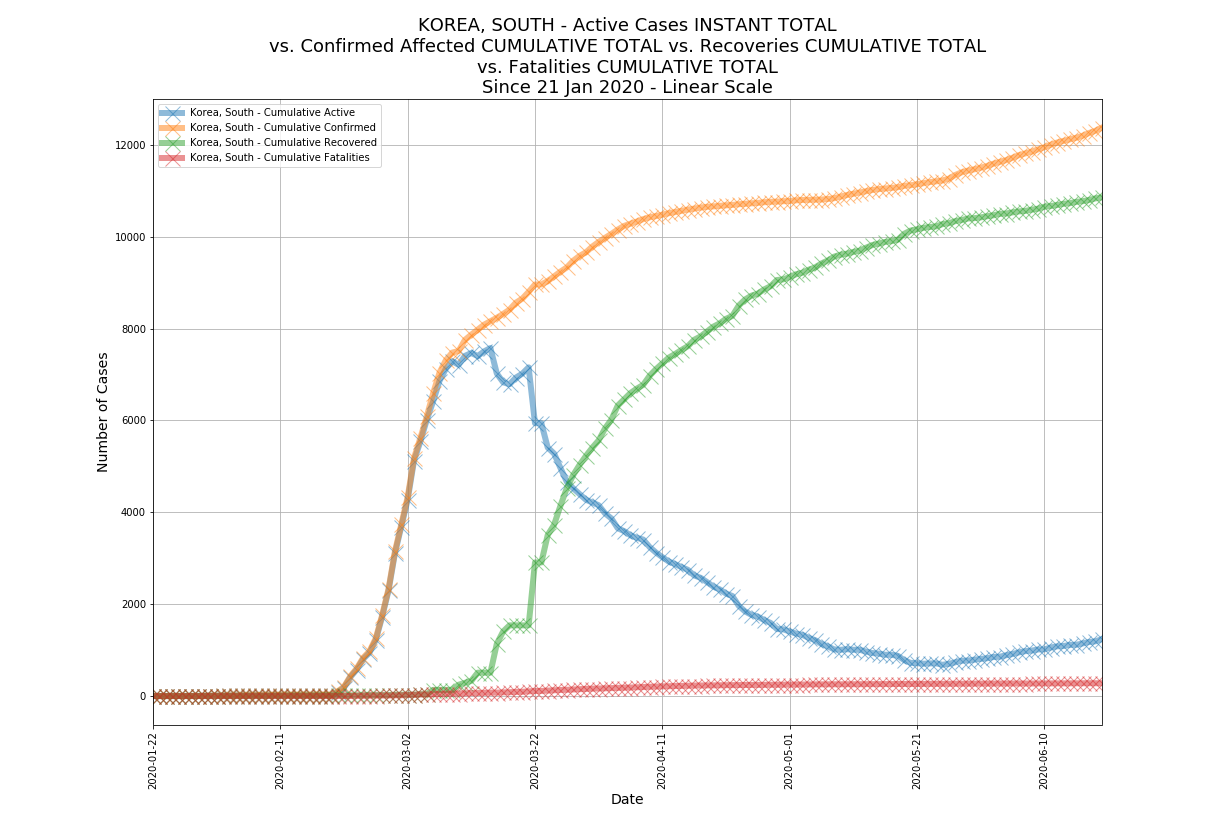 KOREA, SOUTH - Active Cases INSTANT TOTAL
vs. Confirmed Affected CUMULATIVE TOTAL vs. Recoveries CUMULATIVE TOTAL
vs. Fatalities CUMULATIVE TOTAL
Since 21 Jan 2020 - Linear Scale
Korea, South - Cumulative Active
Korea, South - Cumulative Confirmed
Korea, South - Cumulative Recovered
Korea, South - Cumulative Fatalities
Number of Cases
12000
10000
8000
6000
4000
2000
0
2020-01-22
2020-02-11
2020-03-02
2020-03-22
2020-04-11
2020-05-01
2020-05-21
2020-06-10
Date